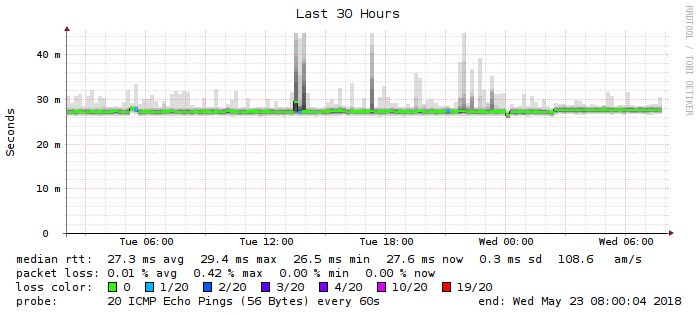 Last 30 Hours
RRDTOOL / TOBI OETIKER
Seconds
40 m
30 m
20 m
10 m
0
Tue 06:00 Tue 12:00 Tue 18:00 Wed 00:00 Wed 06:00
median rtt: 27.3 ms avg 29.4 ms max 26.5 ms min 27.6 ms now 0.3 ms sd 108.6 am/s
packet loss: 0.01 % avg 0.42 % max 0.00 % min 0.00 % now
loss color: 0 1/20 2/20 3/20 4/20 10/20 19/20
probe: 20 ICMP Echo Pings (56 Bytes) every 60s end: Wed May 23 08:00:04 2018